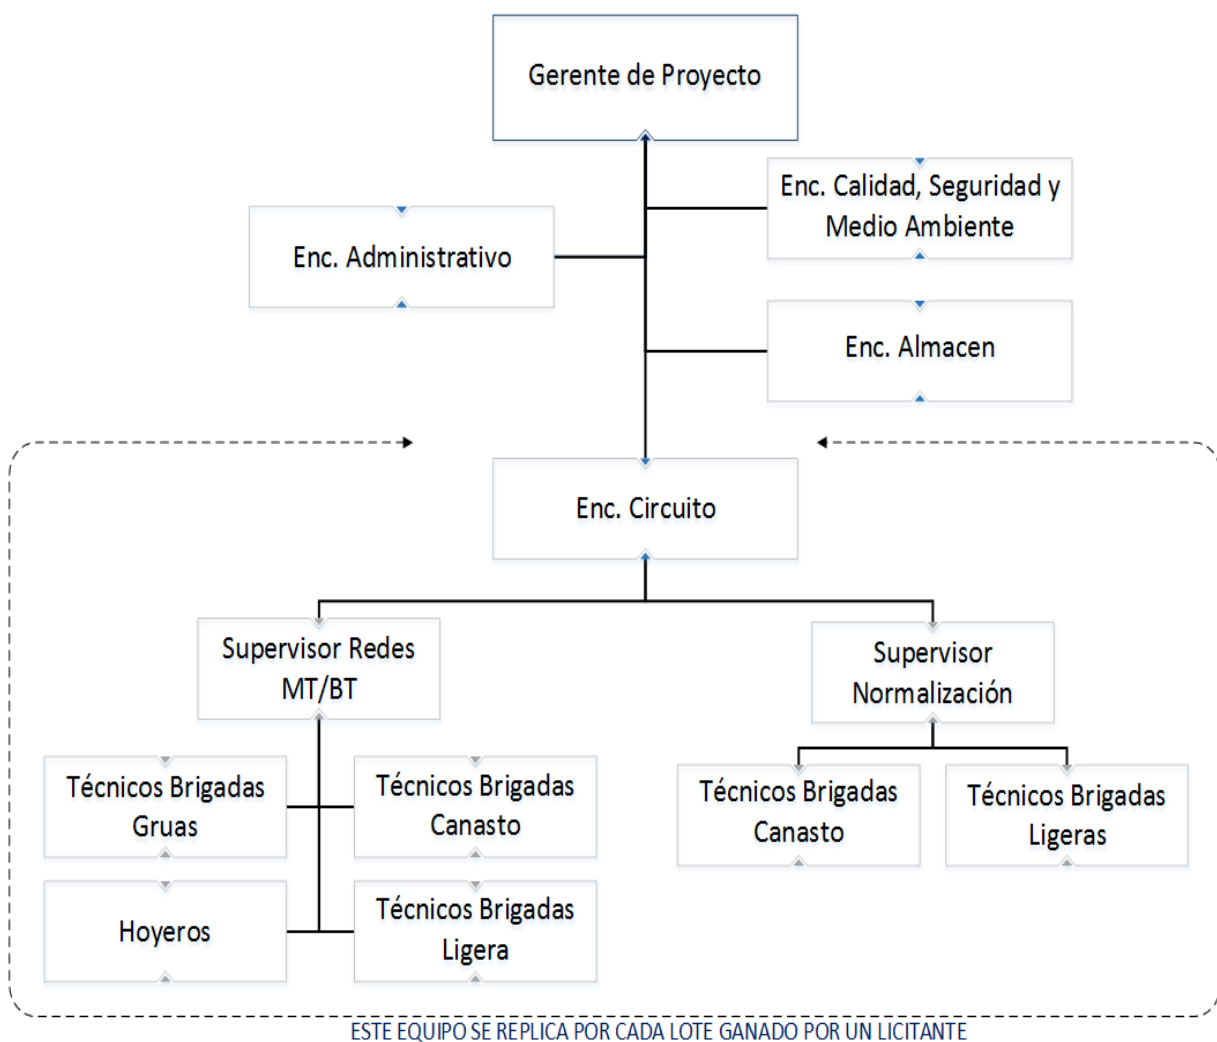 Gerente de Proyecto
Enc. Calidad, Seguridad y
Medio Ambiente
Enc. Administrativo
Enc. Almacen
Enc. Circuito
Supervisor Redes
MT/BT
Supervisor
Normalización
Técnicos Brigadas
Gruas
Técnicos Brigadas
Canasto
Técnicos Brigadas
Canasto
Técnicos Brigadas
Ligeras
Hoyeros
Técnicos Brigadas
Ligera
ESTE EQUIPO SE REPLICA POR CADA LOTE GANADO POR UN LICITANTE